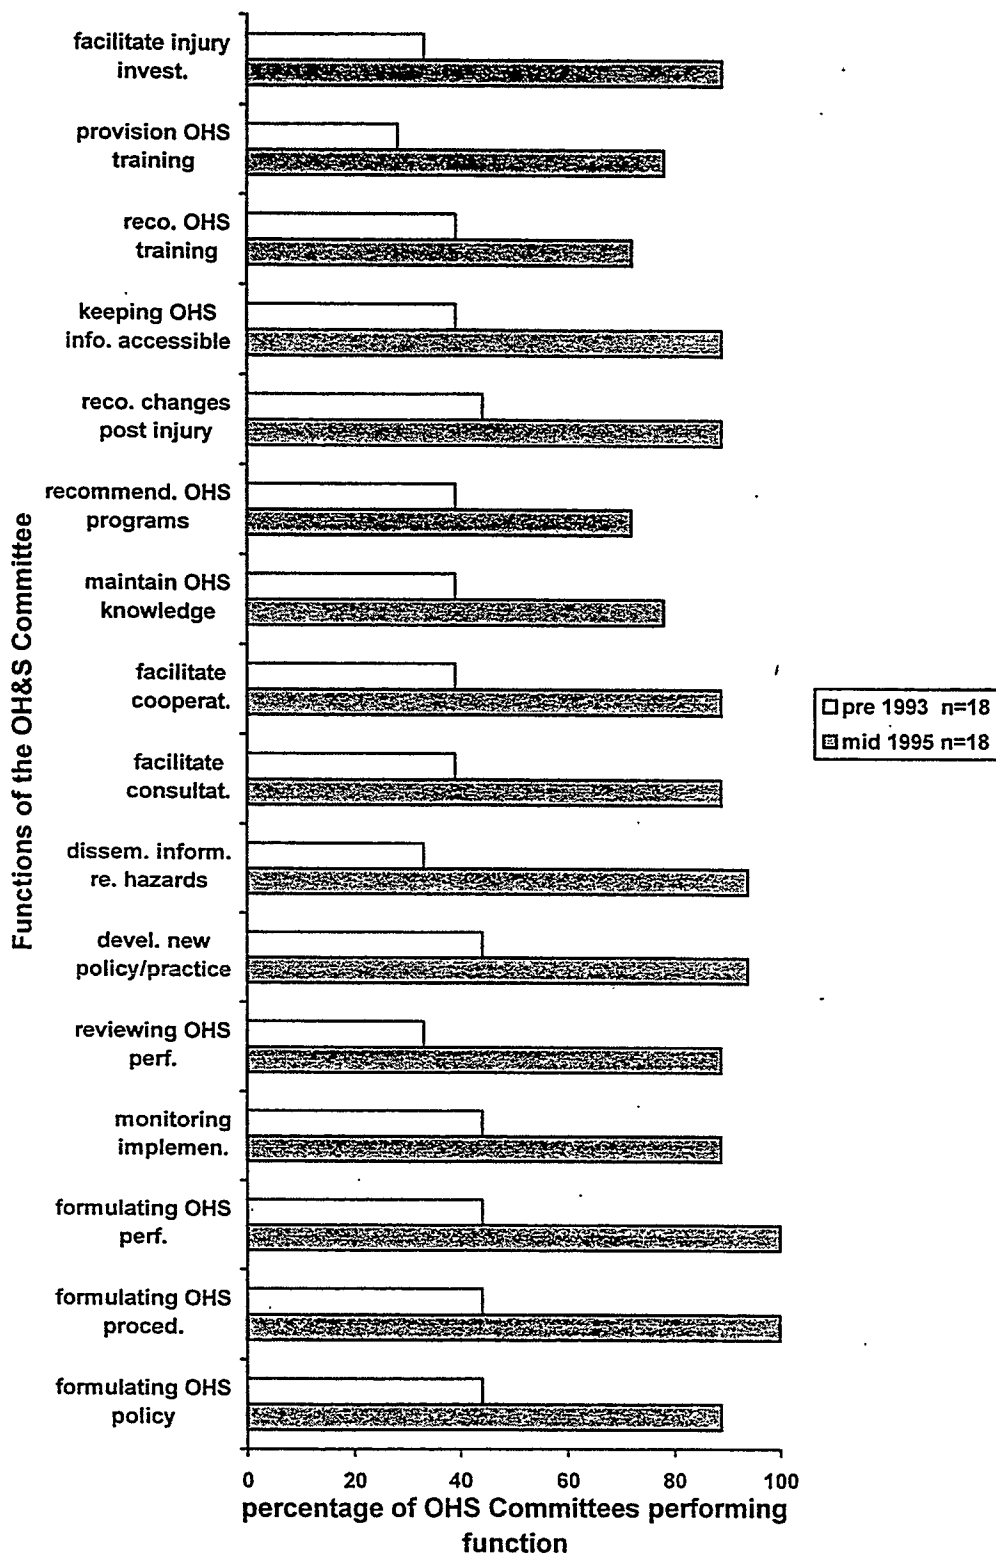 facilitate injury
invest.
provision OHS
training
reco. OHS
training
keeping OHS
info. accessible
reco. changes
post injury
recommend. OHS
programs
maintain OHS
knowledge
facilitate
cooperat.
facilitate
consultat.
dissem. inform.
re. hazards
devel. new
policy/practice
reviewing OHS
perf.
monitoring
implemen.
formulating OHS
perf.
formulating OHS
proced.
formulating OHS
policy
Functions of the OH&S Committee
pre 1993 n=18
mid 1995 n=18
0 20 40 60 80 100
percentage of OHS Committees performing
function